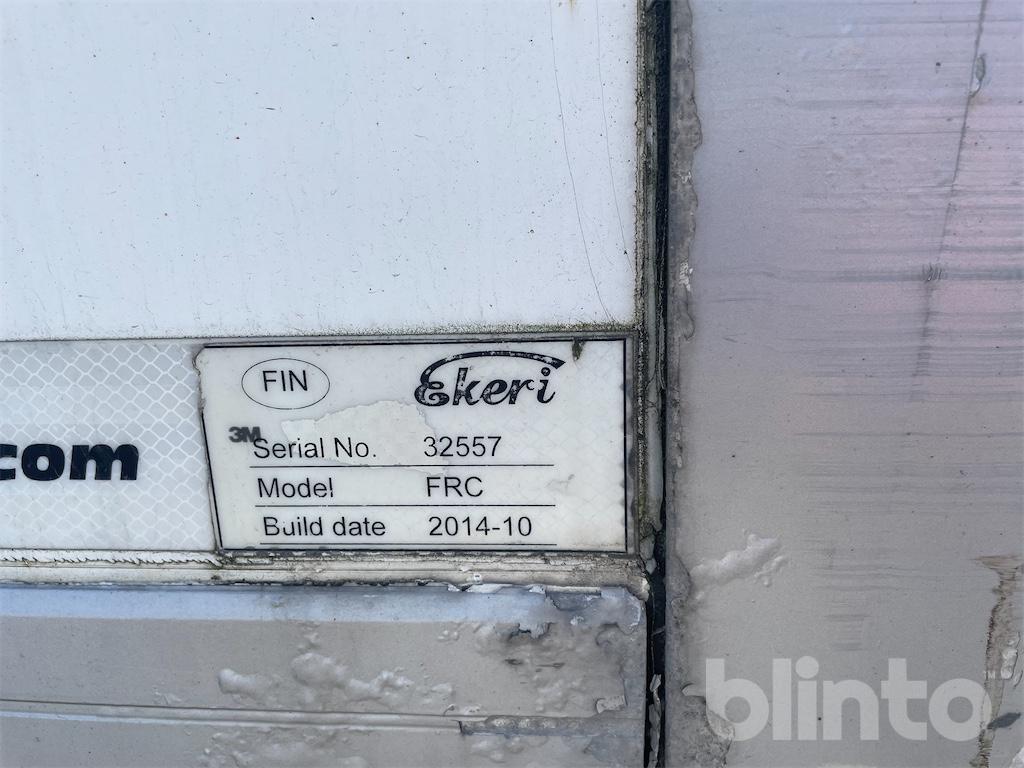 FIN
Ekeri
3M
Serial No. 32557
.com
Model FRC
Build date 2014-10
blinto